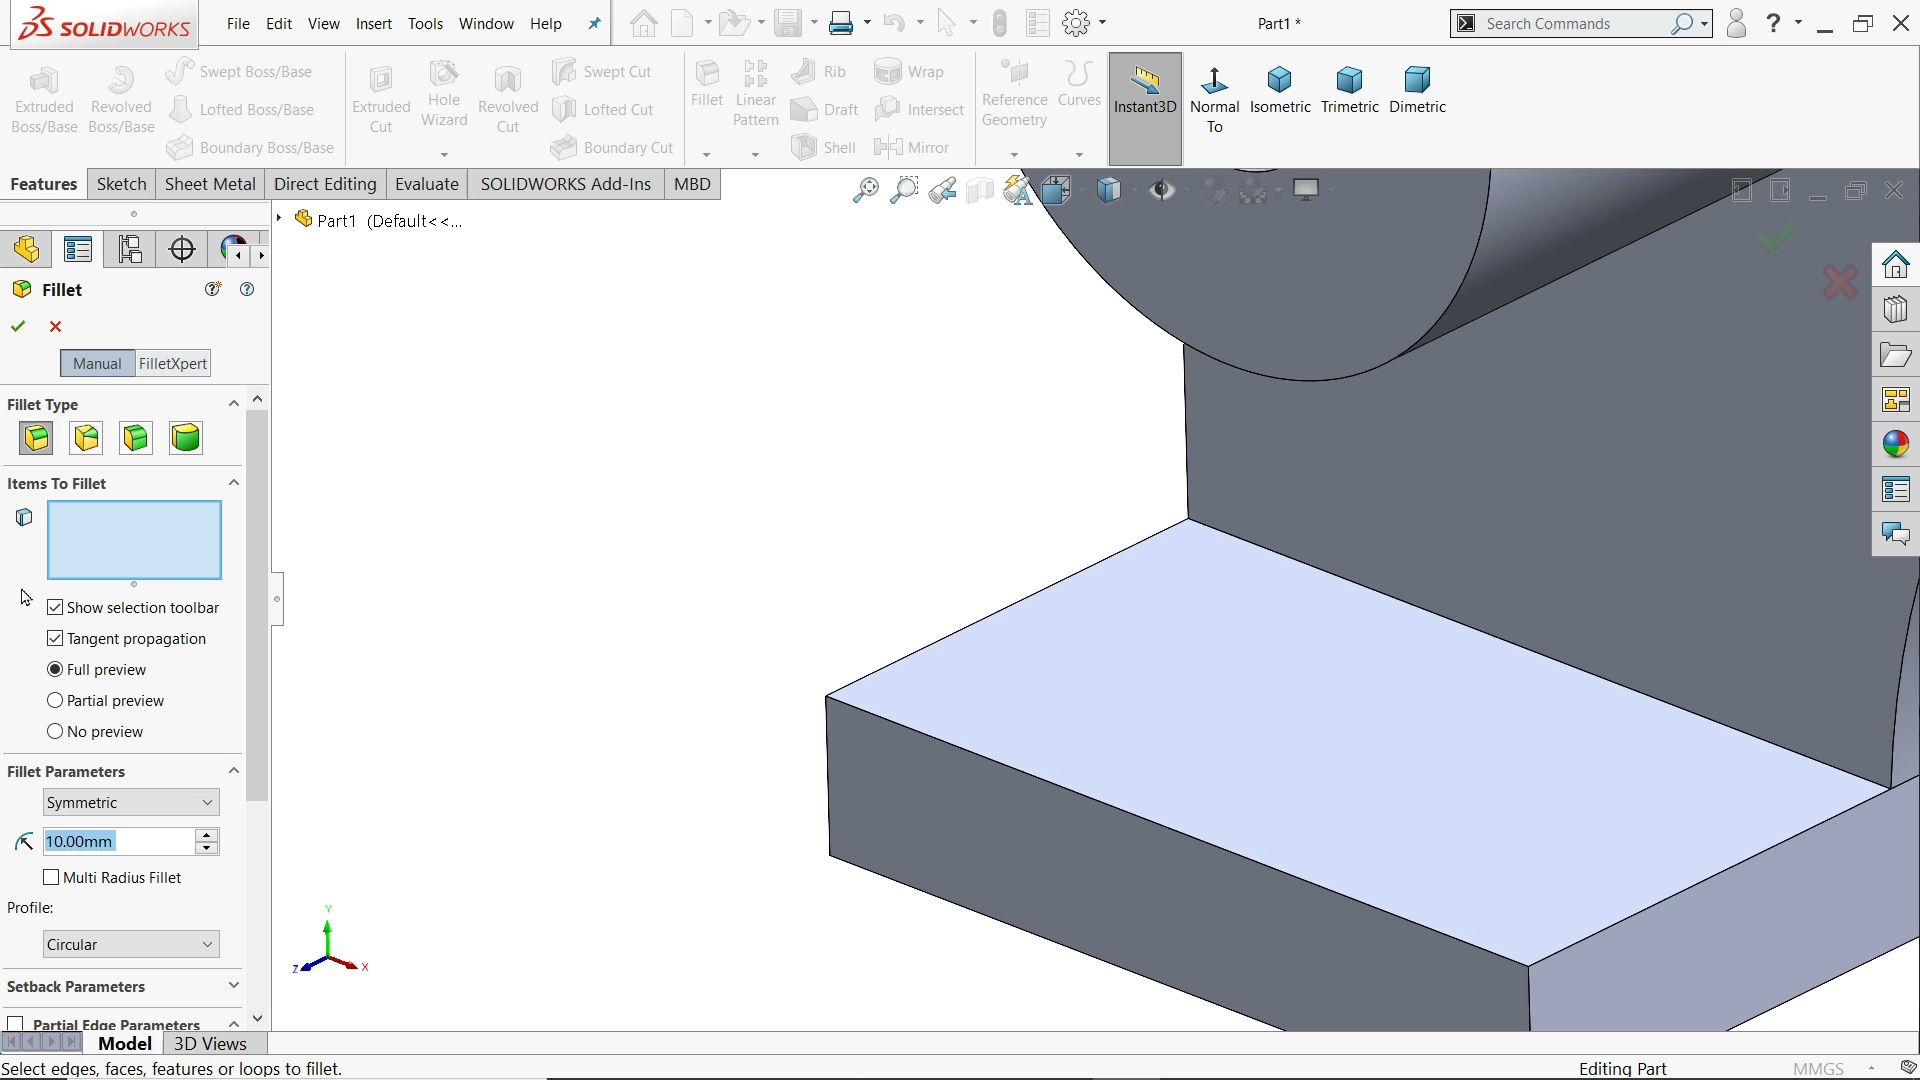 SOLIDWORKS
File Edit View Insert Tools Window Help
Part1 *
Search Commands
?
Extruded Boss/Base
Revolved Boss/Base
Swept Boss/Base
Lofted Boss/Base
Boundary Boss/Base
Extruded Cut
Hole Wizard
Revolved Cut
Swept Cut
Lofted Cut
Boundary Cut
Fillet
Linear Pattern
Rib
Draft
Shell
Wrap
Intersect
Mirror
Reference Geometry
Curves
Instant3D
Normal To
Isometric
Trimetric
Dimetric
Features Sketch Sheet Metal Direct Editing Evaluate SOLIDWORKS Add-Ins MBD
Part1 (Default<<...
Fillet
Manual FilletXpert
Fillet Type
Items To Fillet
Show selection toolbar
Tangent propagation
Full preview
Partial preview
No preview
Fillet Parameters
Symmetric
10.00mm
Multi Radius Fillet
Profile:
Circular
Setback Parameters
Partial Edge Parameters
Y
Z
X
Model 3D Views
Select edges, faces, features or loops to fillet.
Editing Part
MMGS